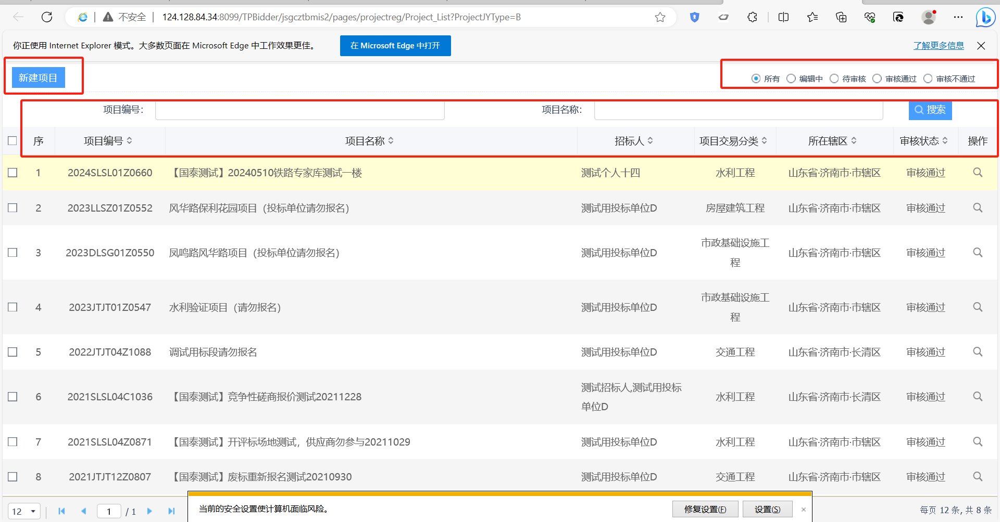 不安全 124.128.84.34:8099/TPBidder/jsgcztbmis2/pages/projectreg/Project_List?ProjectJYType=B
你正使用 Internet Explorer 模式。大多数页面在 Microsoft Edge 中工作效果更佳。 在 Microsoft Edge 中打开 了解更多信息
新建项目 所有 编辑中 待审核 审核通过 审核不通过
项目编号: 项目名称: 搜索
序 项目编号 项目名称 招标人 项目交易分类 所在辖区 审核状态 操作
1 2024SLSL01Z0660 【国泰测试】20240510铁路专家库测试一楼 测试个人十四 水利工程 山东省·济南市·市辖区 审核通过
2 2023LLSZ01Z0552 风华路保利花园项目（投标单位请勿报名） 测试用投标单位D 房屋建筑工程 山东省·济南市·市辖区 审核通过
3 2023DLSG01Z0550 凤鸣路风华路项目（投标单位请勿报名） 测试用投标单位D 市政基础设施工 山东省·济南市·市辖区 审核通过
程
4 2023JTJT01Z0547 水利验证项目（请勿报名） 测试用投标单位D 市政基础设施工 山东省·济南市·市辖区 审核通过
程
5 2022JTJT04Z1088 调试用标段请勿报名 测试用投标单位D 交通工程 山东省·济南市·长清区 审核通过
6 2021SLSL04C1036 【国泰测试】竞争性磋商报价测试20211228 测试招标人,测试用投标 水利工程 山东省·济南市·长清区 审核通过
单位D
7 2021SLSL04Z0871 【国泰测试】开评标场地测试，供应商勿参与20211029 测试用投标单位D 水利工程 山东省·济南市·市辖区 审核通过
8 2021JTJT12Z0807 【国泰测试】废标重新报名测试20210930 测试用投标单位D 交通工程 山东省·济南市·市辖区 审核通过
当前的安全设置使计算机面临风险。 修复设置(F) 设置(S) ×
12 1 / 1 每页 12 条, 共 8 条